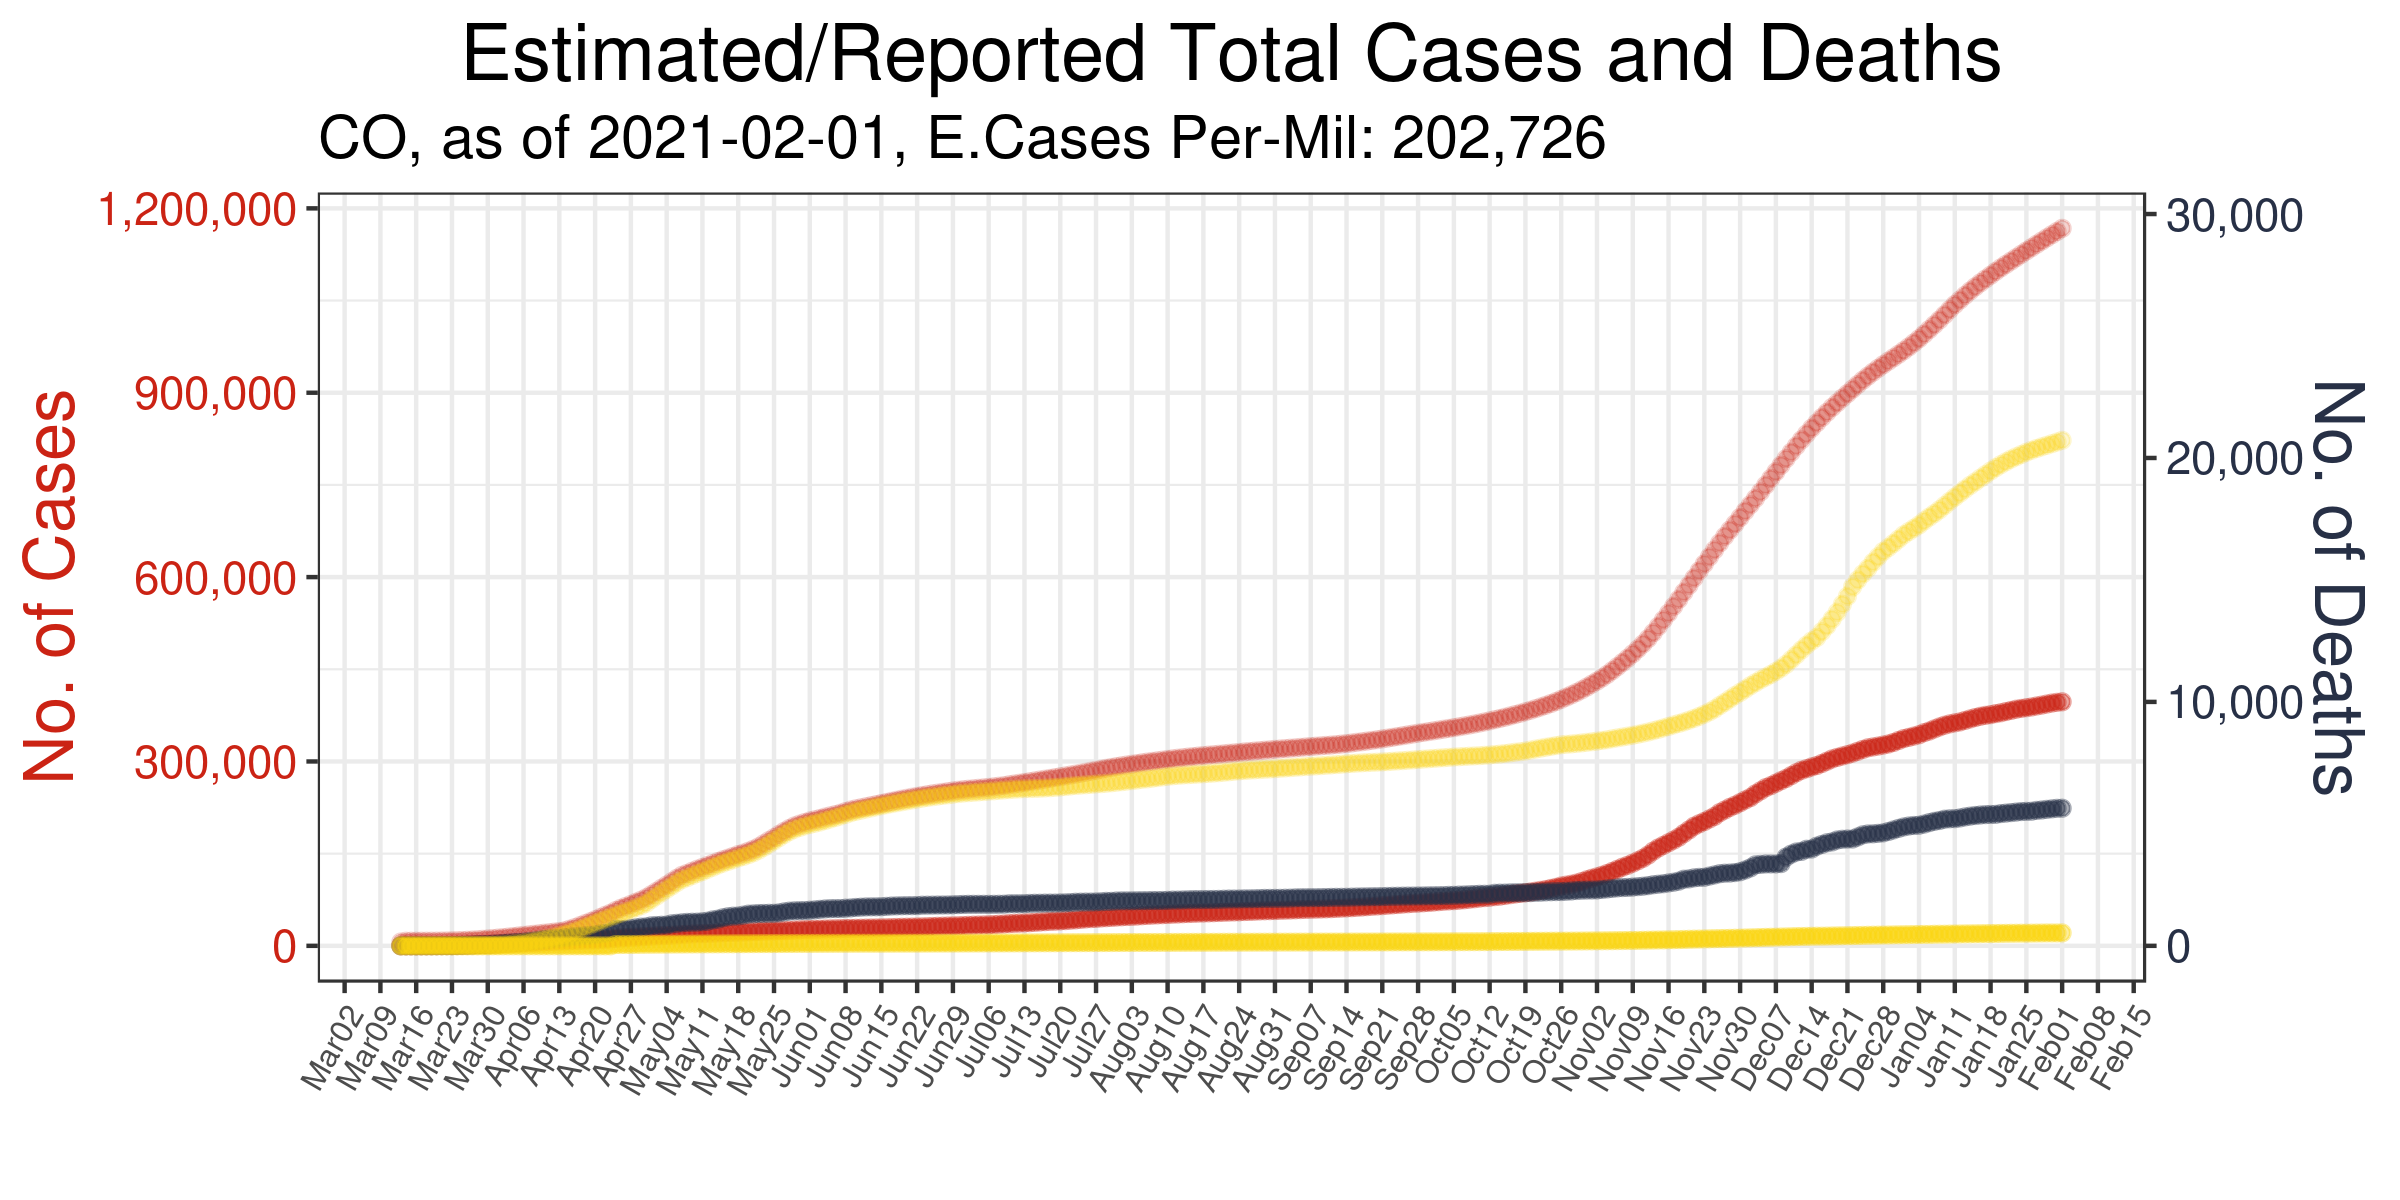 Estimated/Reported Total Cases and Deaths
CO, as of 2021-02-01, E.Cases Per-Mil: 202,726
No. of Cases
1,200,000
900,000
600,000
300,000
0
30,000
20,000
10,000
0
No. of Deaths
Mar02 Mar09 Mar16 Mar23 Mar30 Apr06 Apr13 Apr20 Apr27 May04 May11 May18 May25 Jun01 Jun08 Jun15 Jun22 Jun29 Jul06 Jul13 Jul20 Jul27 Aug03 Aug10 Aug17 Aug24 Aug31 Sep07 Sep14 Sep21 Sep28 Oct05 Oct12 Oct19 Oct26 Nov02 Nov09 Nov16 Nov23 Nov30 Dec07 Dec14 Dec21 Dec28 Jan04 Jan11 Jan18 Jan25 Feb01 Feb08 Feb15